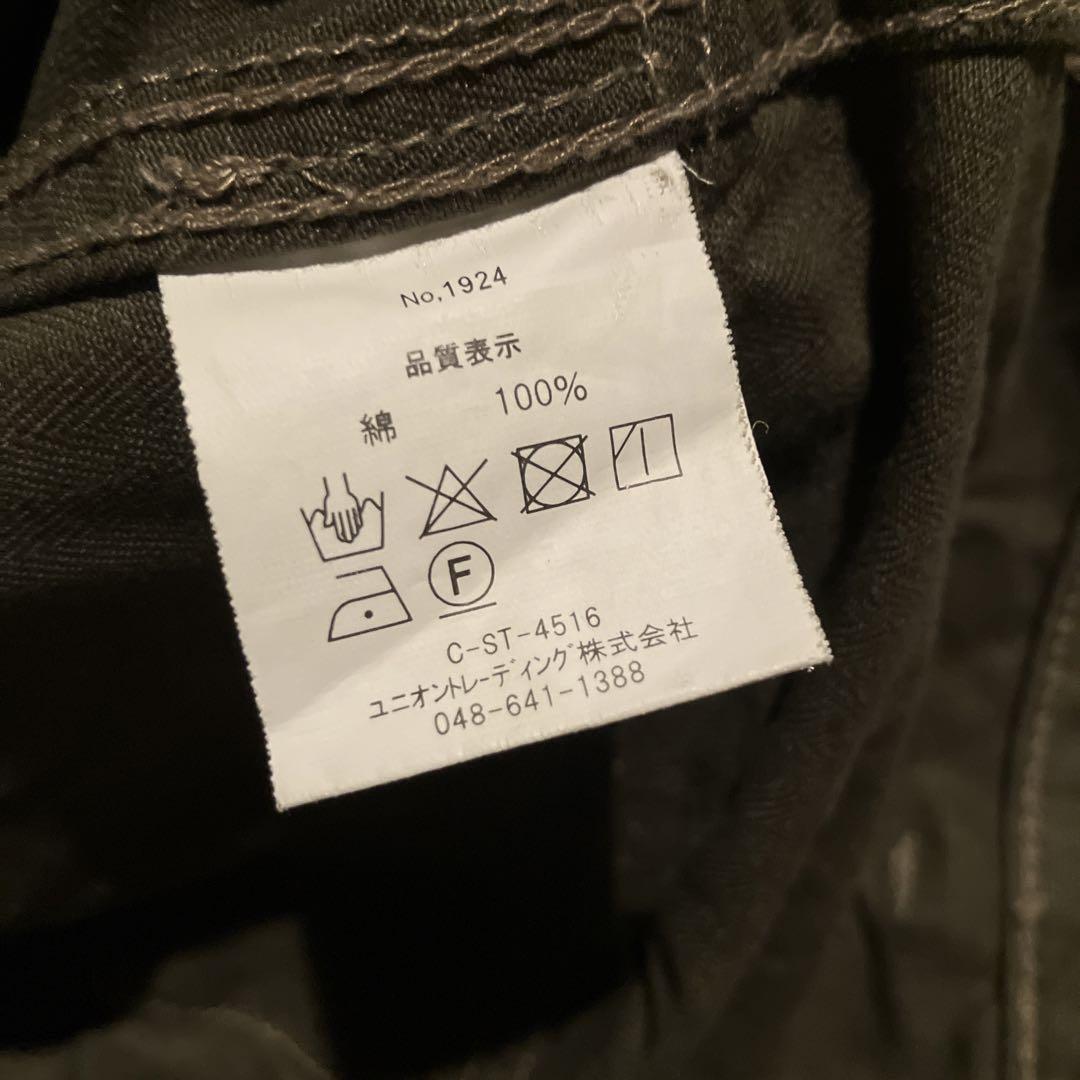 No,1924
品質表示
綿 100%
F
C-ST-4516
ユニオントレーディング株式会社
048-641-1388